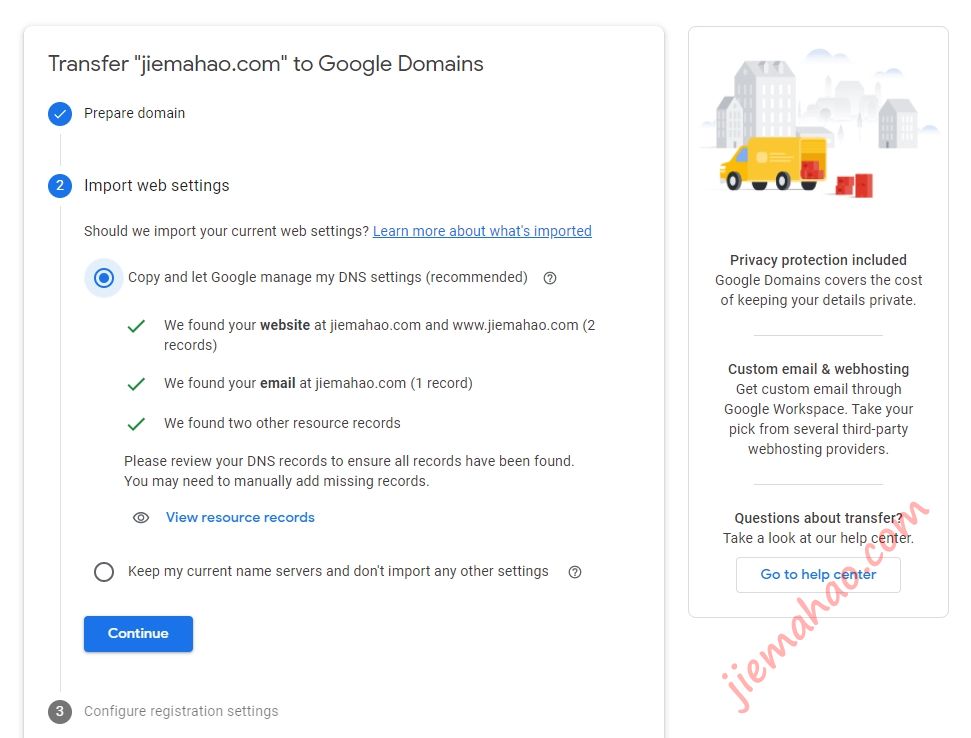 Transfer "jiemahao.com" to Google Domains
Prepare domain
2 Import web settings
Should we import your current web settings? Learn more about what's imported
Copy and let Google manage my DNS settings (recommended)
We found your website at jiemahao.com and www.jiemahao.com (2
records)
We found your email at jiemahao.com (1 record)
We found two other resource records
Please review your DNS records to ensure all records have been found.
You may need to manually add missing records.
View resource records
Keep my current name servers and don't import any other settings
Continue
3 Configure registration settings
Privacy protection included
Google Domains covers the cost
of keeping your details private.
Custom email & webhosting
Get custom email through
Google Workspace. Take your
pick from several third-party
webhosting providers.
Questions about transfer?
Take a look at our help center.
Go to help center
jiemahao.com